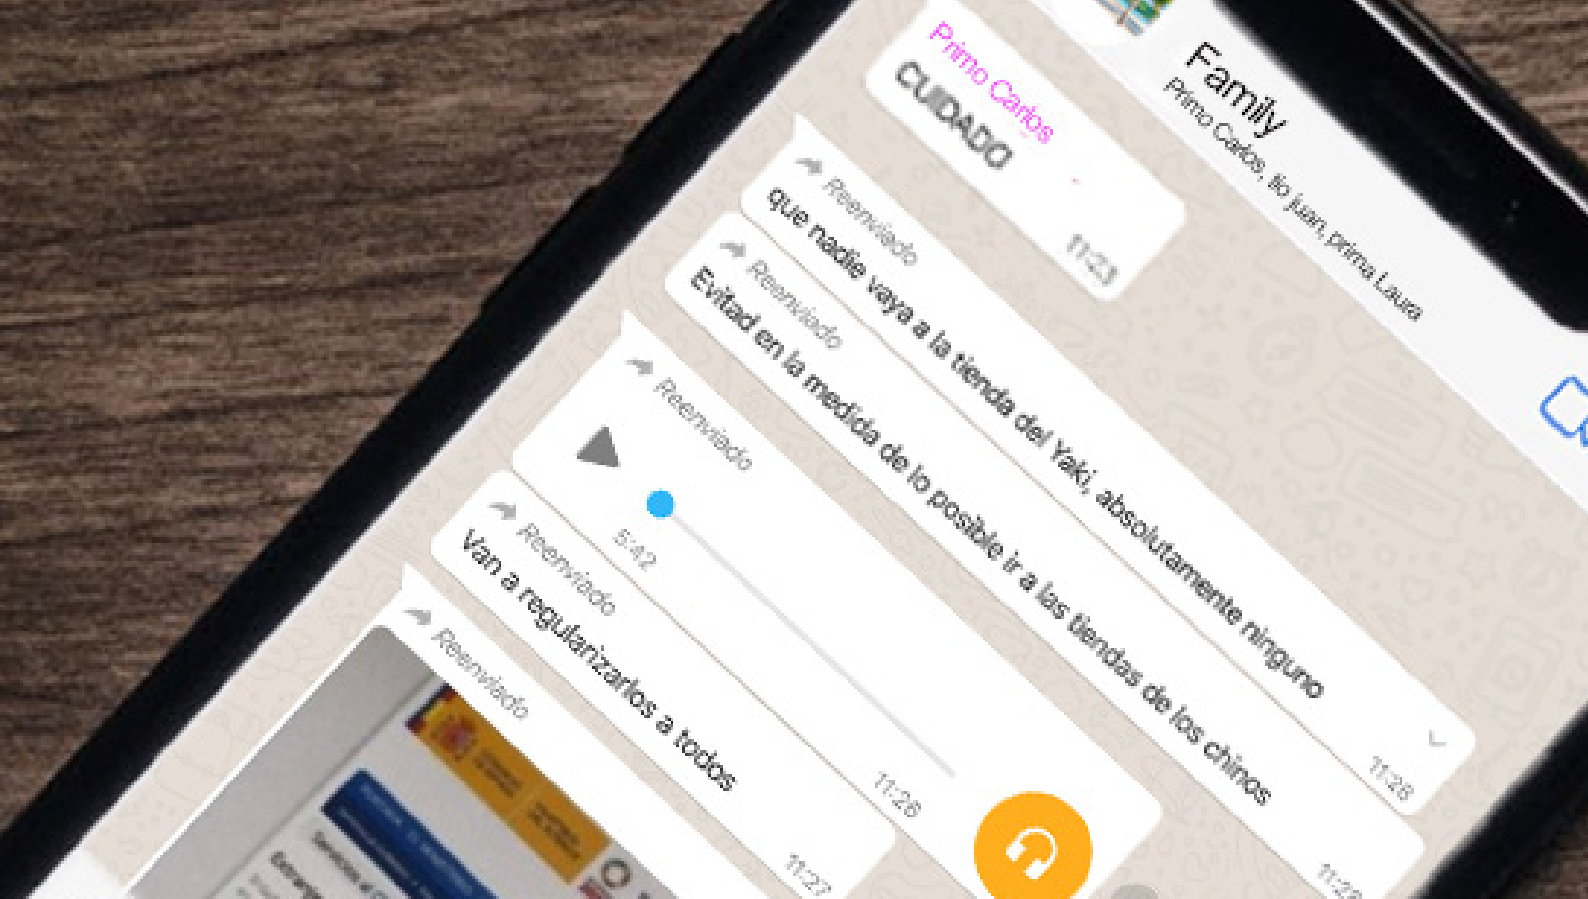 Family
Primo Carlos, tio juan, prima Laura
Primo Carlos
CUIDADO
11:23
Reenviado
que nadie vaya a la tienda del Yaki, absolutamente ninguno
11:26
Reenviado
Evitad en la medida de lo posible ir a las tiendas de los chinos
Reenviado
5:42
11:26
Reenviado
Van a regularizarlos a todos
11:27
Reenviado